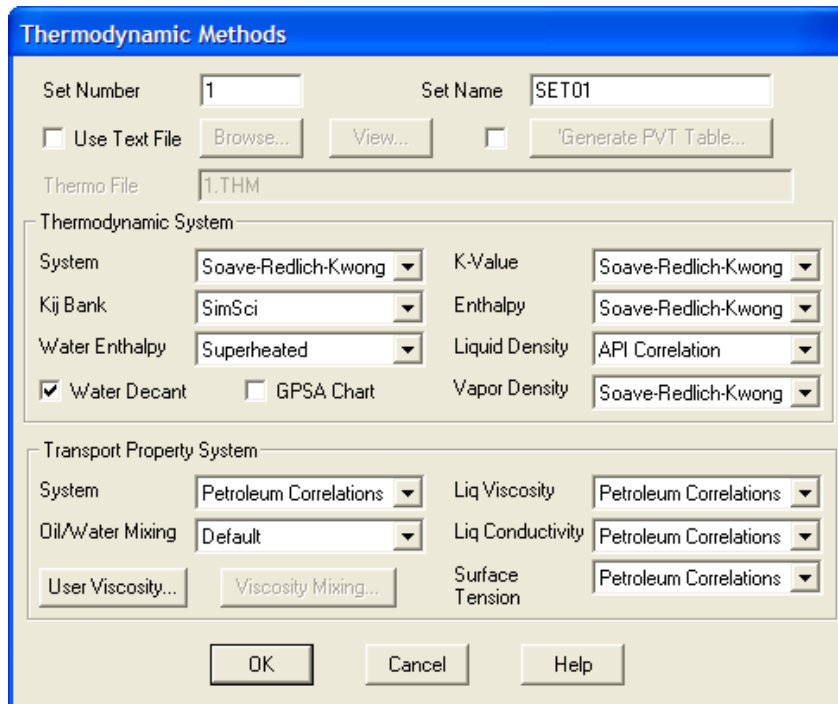 Thermodynamic Methods
Set Number 1 Set Name SET01
Use Text File Browse... View... 'Generate PVT Table...
Thermo File 1.THM
Thermodynamic System
System Soave-Redlich-Kwong K-Value Soave-Redlich-Kwong
Kij Bank SimSci Enthalpy Soave-Redlich-Kwong
Water Enthalpy Superheated Liquid Density API Correlation
Water Decant GPSA Chart Vapor Density Soave-Redlich-Kwong
Transport Property System
System Petroleum Correlations Liq Viscosity Petroleum Correlations
Oil/Water Mixing Default Liq Conductivity Petroleum Correlations
User Viscosity... Viscosity Mixing... Surface Tension Petroleum Correlations
OK Cancel Help